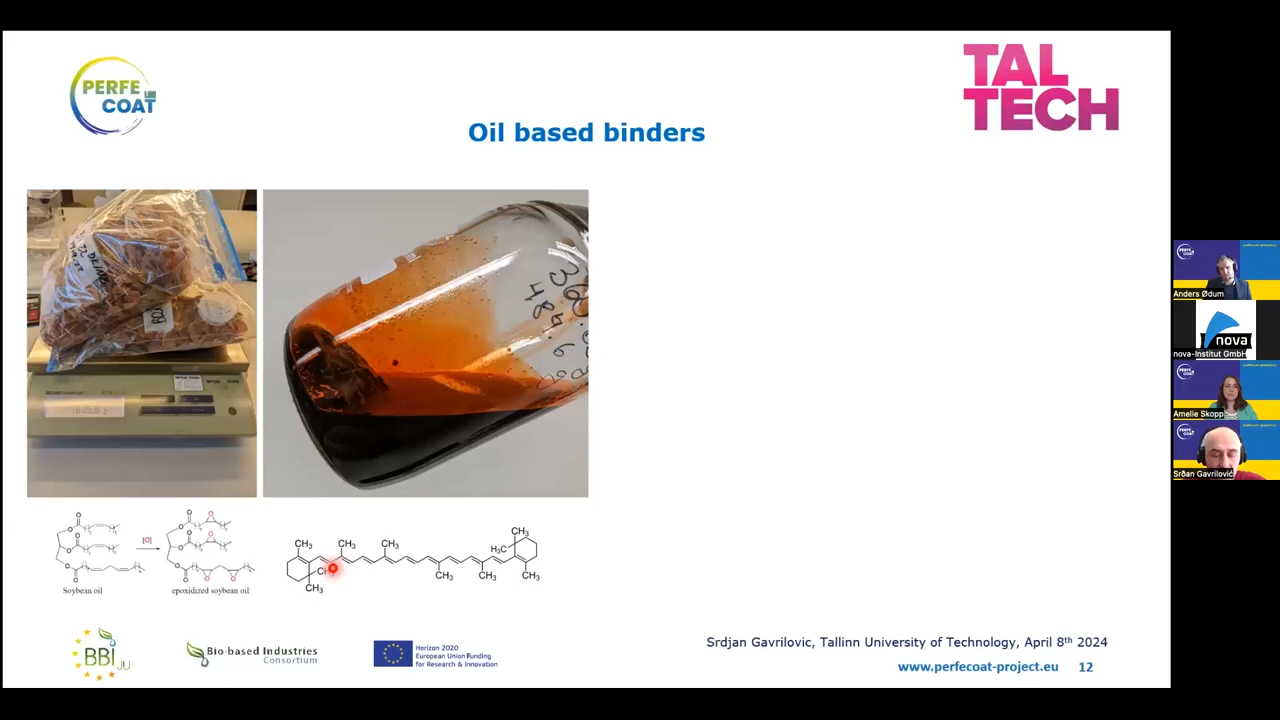 PERFE
COAT
TAL
TECH
Oil based binders
|O|
Soybean oil
epoxidized soybean oil
CH₃
CH₃
CH₃
CH₃
CH₃
CH₃
CH₃
H₃C
CH₃
CH₃
BBI JU
Bio-based Industries
Consortium
Horizon 2020
European Union Funding
for Research & Innovation
Srdjan Gavrilovic, Tallinn University of Technology, April 8th 2024
www.perfecoat-project.eu 12
Anders Ødum
nova
nova-Institut GmbH
Amelie Skopp
Srđan Gavrilović